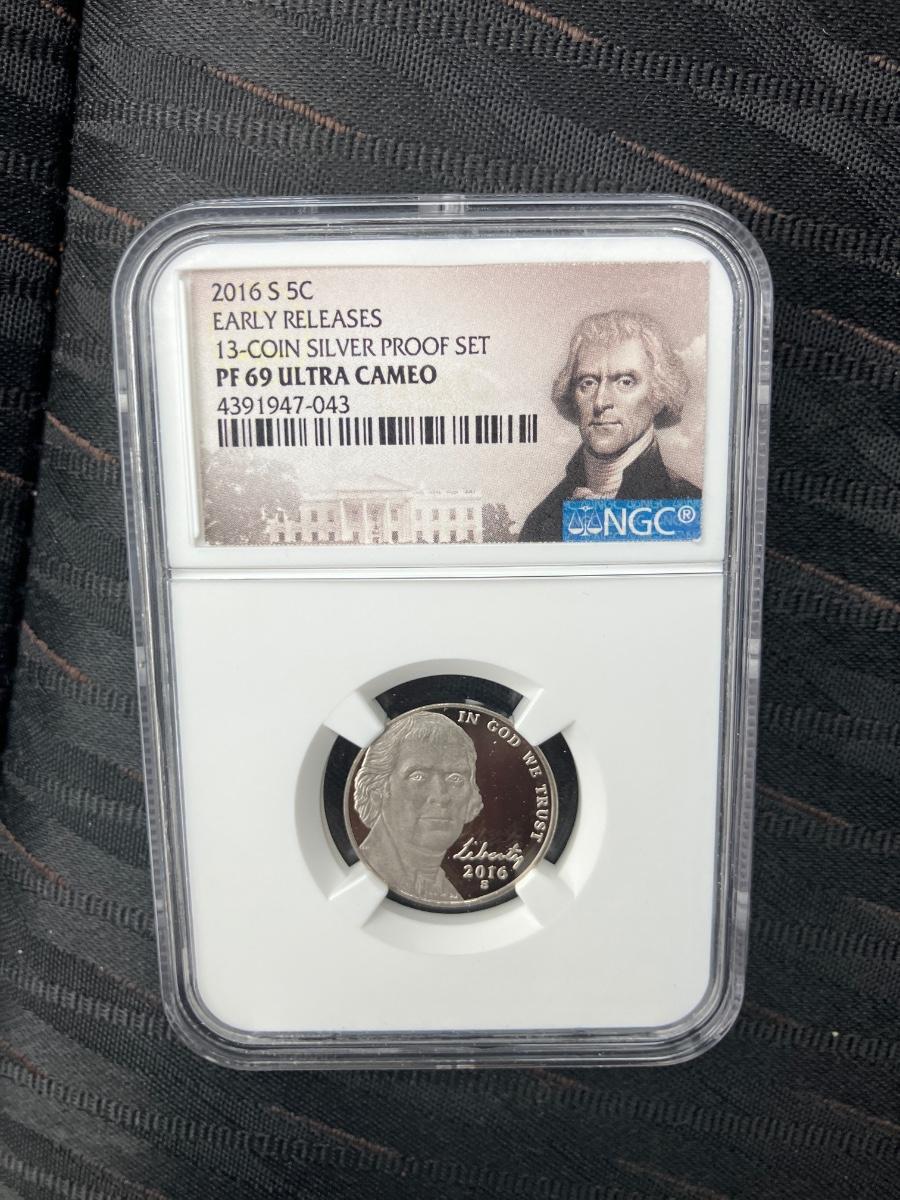 2016 S 5C
EARLY RELEASES
13-COIN SILVER PROOF SET
PF 69 ULTRA CAMEO
4391947-043
NGC®
IN GOD WE TRUST
Liberty
2016
S